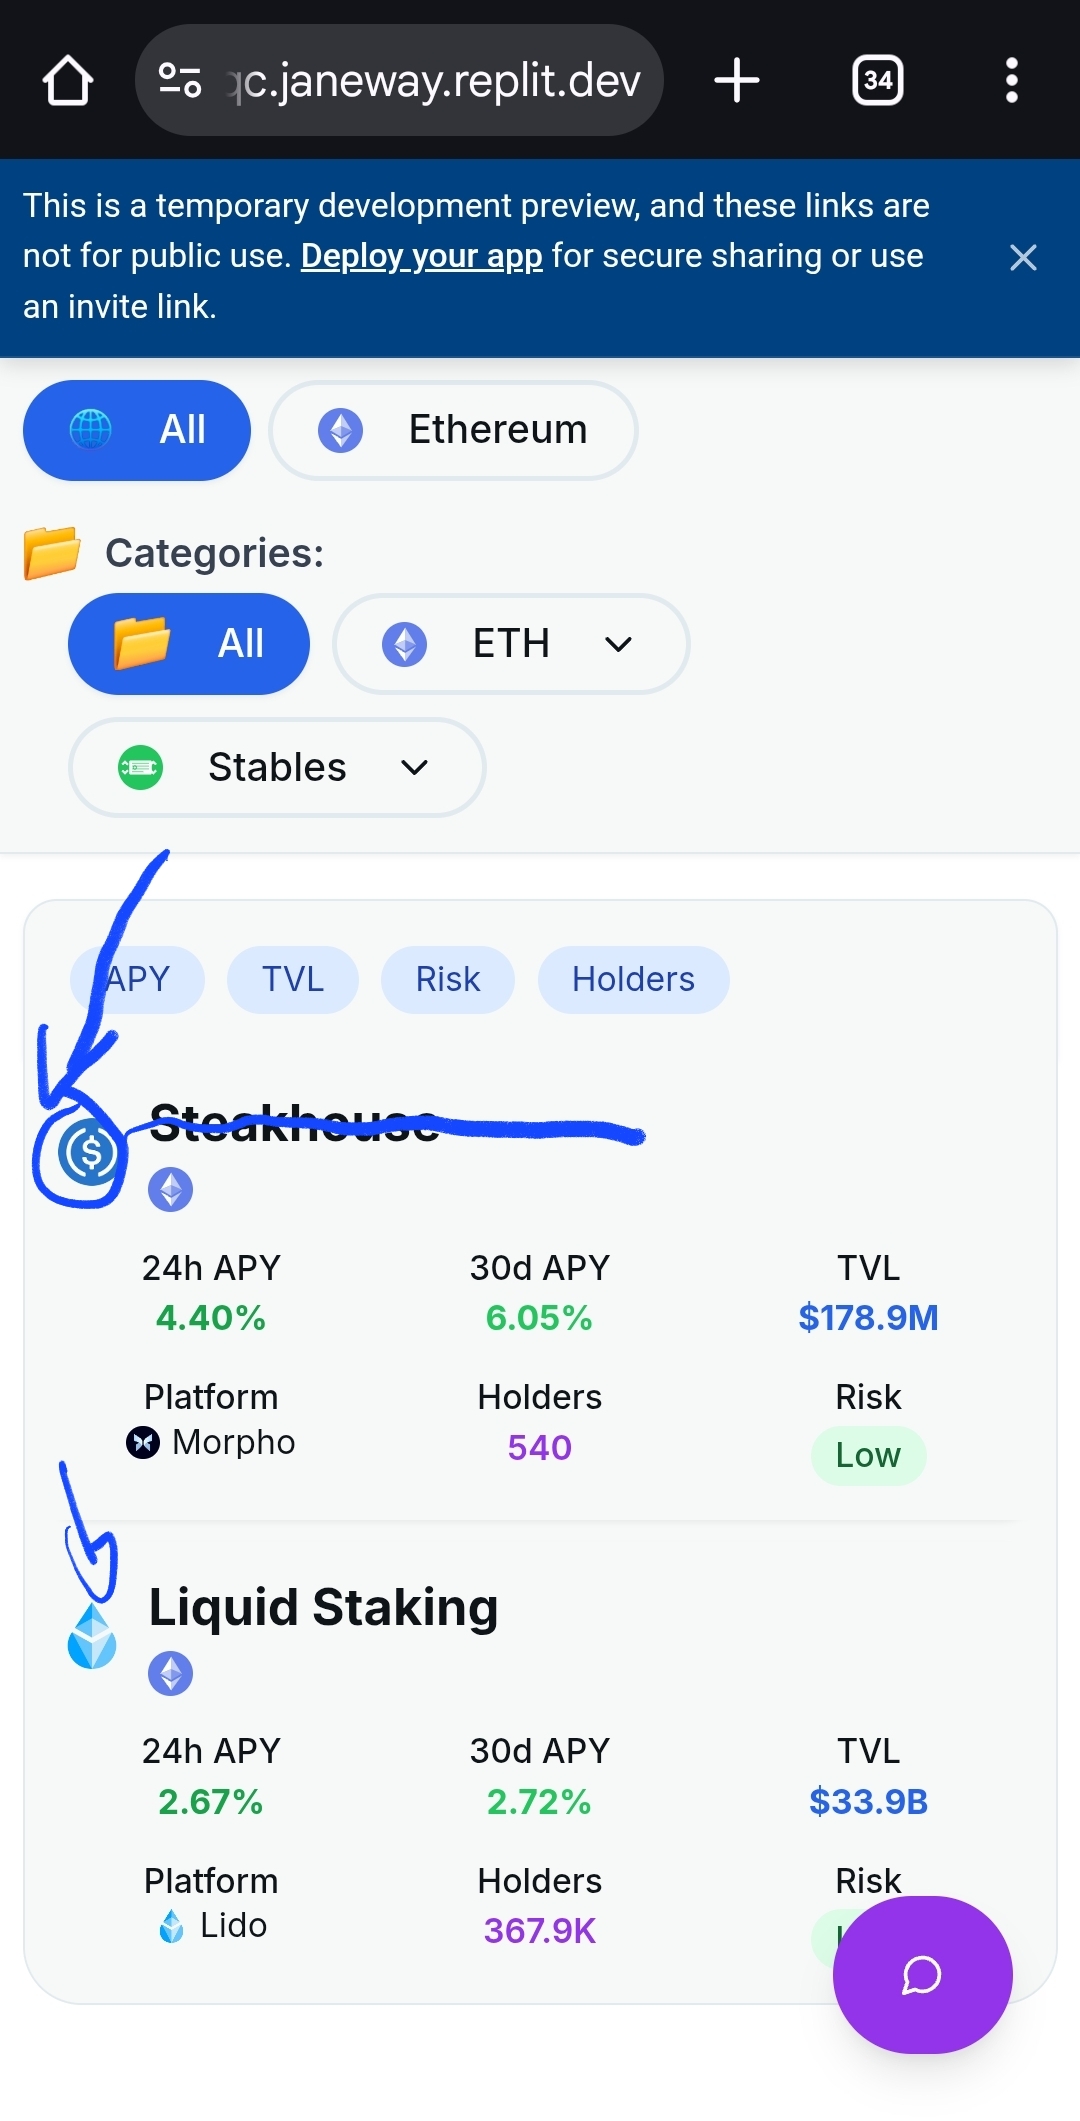 qc.janeway.replit.dev
34
This is a temporary development preview, and these links are
not for public use. Deploy your app for secure sharing or use
an invite link.
All
Ethereum
Categories:
All
ETH
Stables
APY
TVL
Risk
Holders
Steakhouse
24h APY
30d APY
TVL
4.40%
6.05%
$178.9M
Platform
Holders
Risk
Morpho
540
Low
Liquid Staking
24h APY
30d APY
TVL
2.67%
2.72%
$33.9B
Platform
Holders
Risk
Lido
367.9K